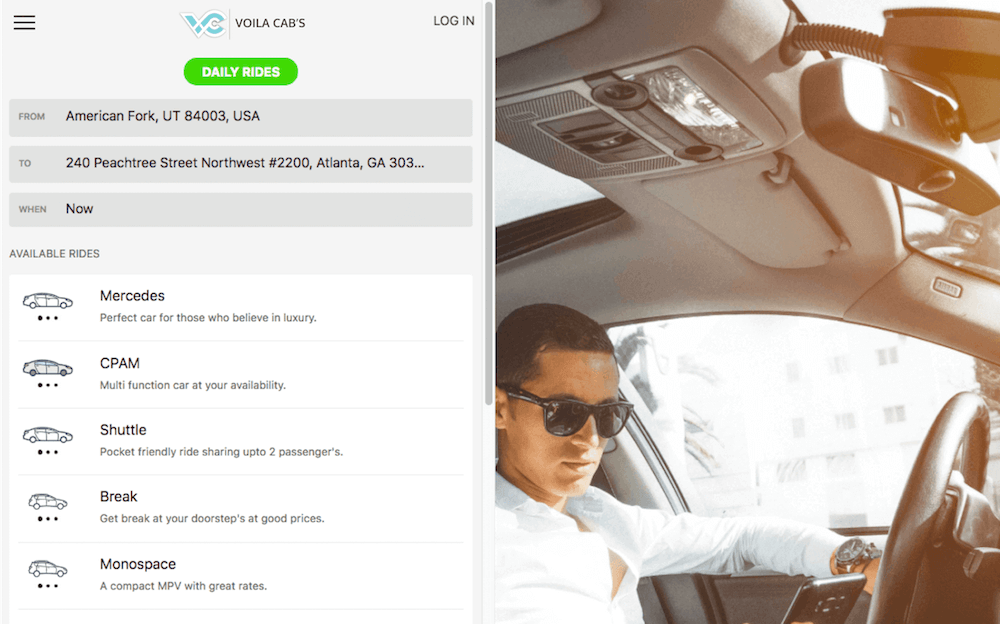 VC VOILA CAB'S
LOG IN
DAILY RIDES
FROM American Fork, UT 84003, USA
TO 240 Peachtree Street Northwest #2200, Atlanta, GA 303...
WHEN Now
AVAILABLE RIDES
Mercedes
Perfect car for those who believe in luxury.
CPAM
Multi function car at your availability.
Shuttle
Pocket friendly ride sharing upto 2 passenger's.
Break
Get break at your doorstep's at good prices.
Monospace
A compact MPV with great rates.